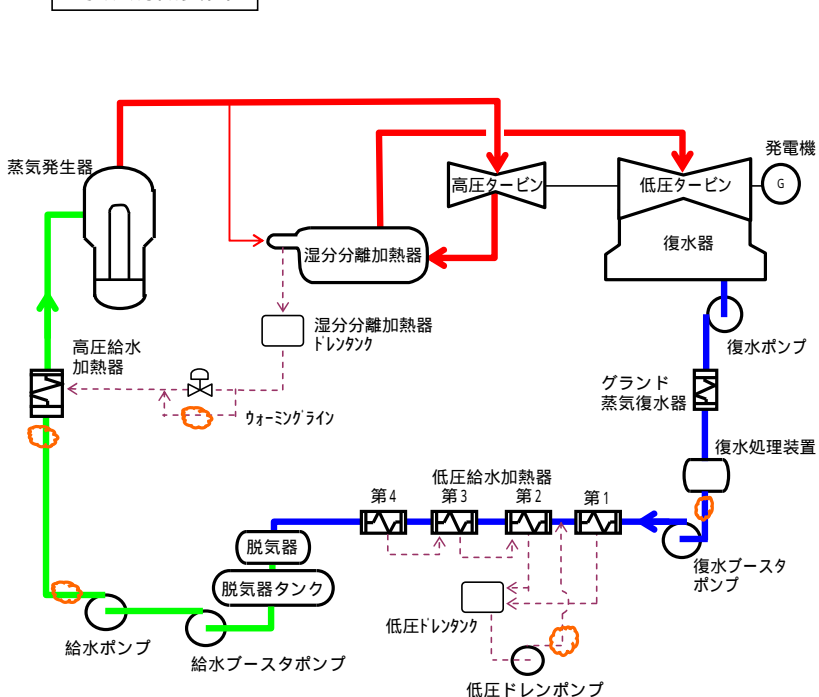 発電機
蒸気発生器
高圧タービン
低圧タービン
G
復水器
湿分分離加熱器
湿分分離加熱器
ドレンタンク
復水ポンプ
高圧給水
加熱器
グランド
蒸気復水器
ウォーミングライン
復水処理装置
低圧給水加熱器
第4
第3
第2
第1
脱気器
復水ブースタ
ポンプ
脱気器タンク
低圧ドレンタンク
給水ポンプ
給水ブースタポンプ
低圧ドレンポンプ